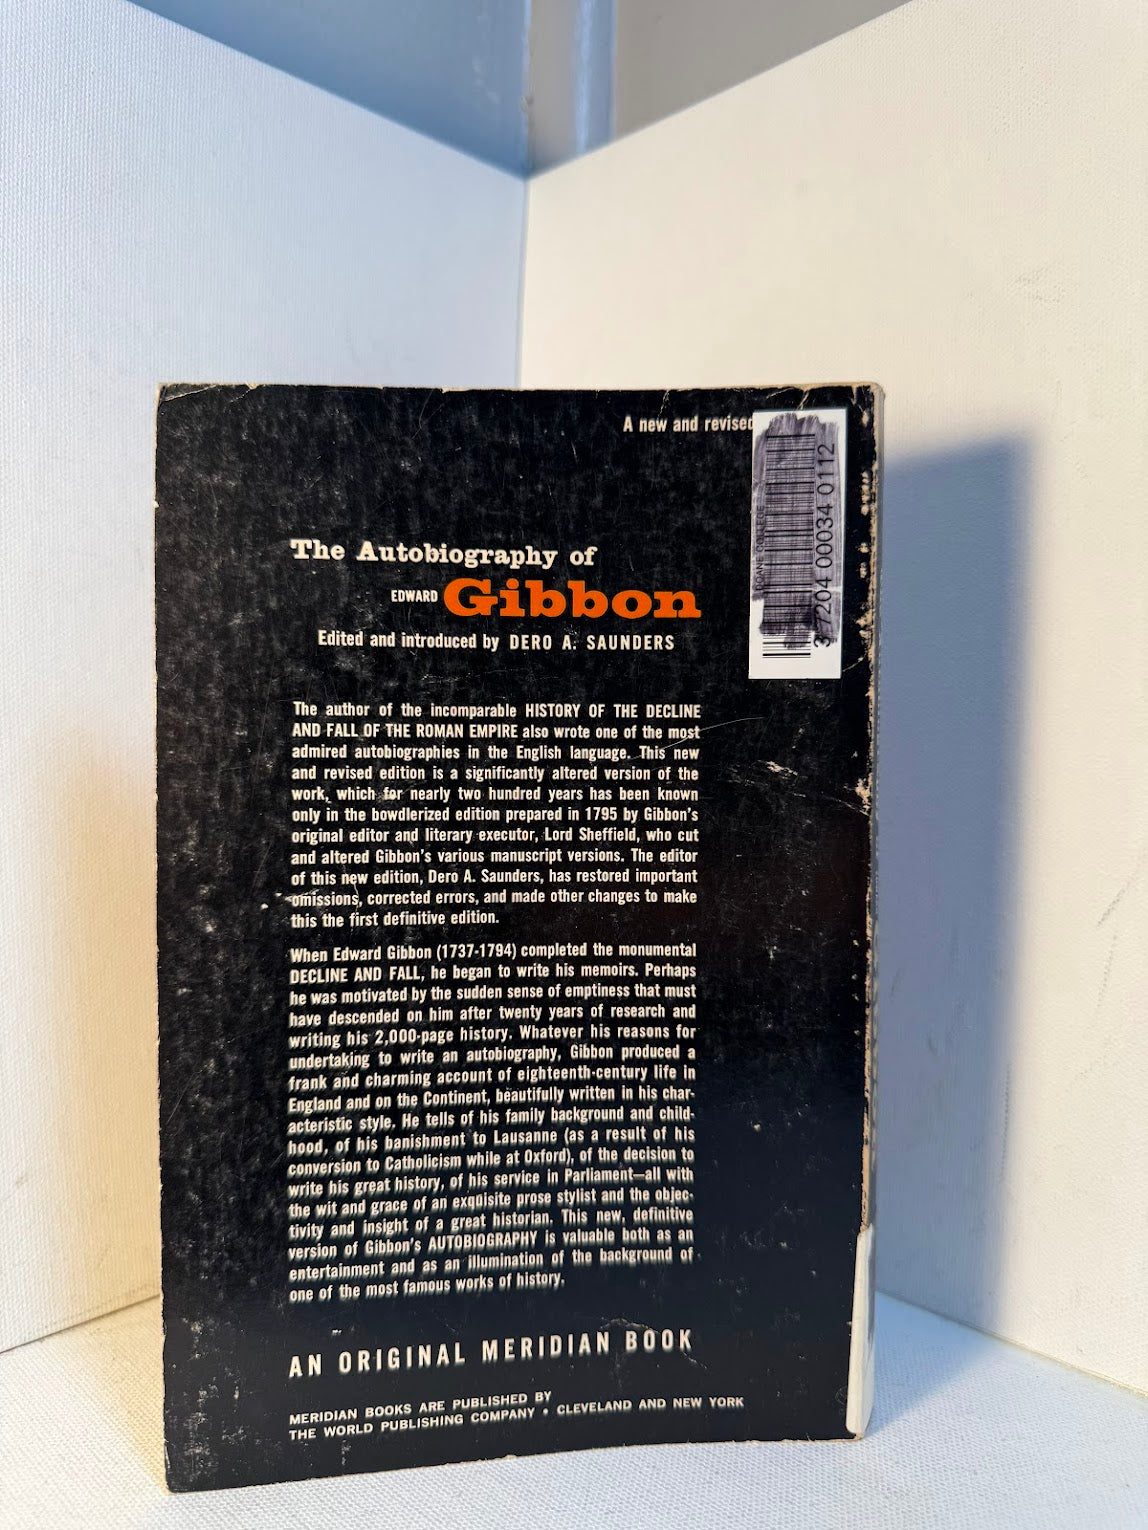 A new and revised
DOANE COLLEGE
3 7204 00034 0112
The Autobiography of
EDWARD Gibbon
Edited and introduced by DERO A. SAUNDERS
The author of the incomparable HISTORY OF THE DECLINE
AND FALL OF THE ROMAN EMPIRE also wrote one of the most
admired autobiographies in the English language. This new
and revised edition is a significantly altered version of the
work, which for nearly two hundred years has been known
only in the bowdlerized edition prepared in 1795 by Gibbon's
original editor and literary executor, Lord Sheffield, who cut
and altered Gibbon's various manuscript versions. The editor
of this new edition, Dero A. Saunders, has restored important
omissions, corrected errors, and made other changes to make
this the first definitive edition.
When Edward Gibbon (1737-1794) completed the monumental
DECLINE AND FALL, he began to write his memoirs. Perhaps
he was motivated by the sudden sense of emptiness that must
have descended on him after twenty years of research and
writing his 2,000-page history. Whatever his reasons for
undertaking to write an autobiography, Gibbon produced a
frank and charming account of eighteenth-century life in
England and on the Continent, beautifully written in his char-
acteristic style. He tells of his family background and child-
hood, of his banishment to Lausanne (as a result of his
conversion to Catholicism while at Oxford), of the decision to
write his great history, of his service in Parliament—all with
the wit and grace of an exquisite prose stylist and the objec-
tivity and insight of a great historian. This new, definitive
version of Gibbon's AUTOBIOGRAPHY is valuable both as an
entertainment and as an illumination of the background of
one of the most famous works of history.
AN ORIGINAL MERIDIAN BOOK
MERIDIAN BOOKS ARE PUBLISHED BY
THE WORLD PUBLISHING COMPANY • CLEVELAND AND NEW YORK